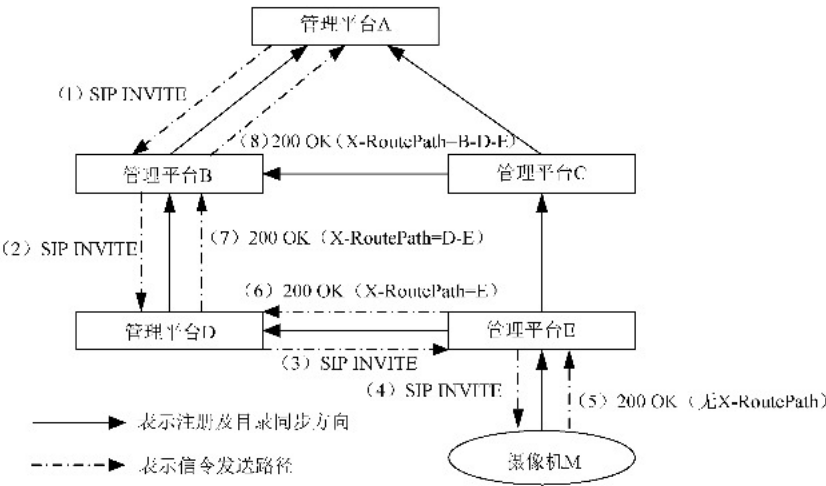 管理平台A
（1）SIP INVITE
（8）200 OK（X-RoutePath=B-D-E）
管理平台B
管理平台C
（2）SIP INVITE
（7）200 OK（X-RoutePath=D-E）
（6）200 OK（X-RoutePath=E）
管理平台D
管理平台E
（3）SIP INVITE
（4）SIP INVITE
（5）200 OK（无X-RoutePath）
表示注册及目录同步方向
表示信令发送路径
摄像机M